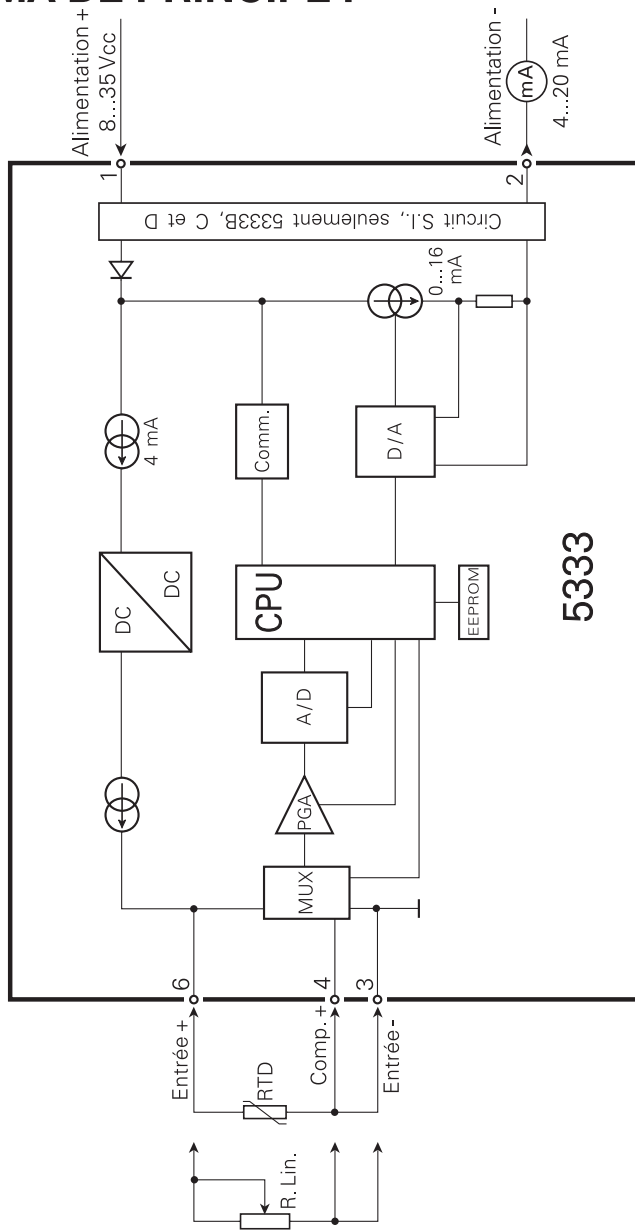 MA DE PRINCIPE :
Alimentation +
8...35 Vcc
Alimentation -
mA
4...20 mA
1
2
Circuit S.I., seulement 5333B, C et D
4 mA
0...16
mA
Comm.
D/A
DC
DC
CPU
EEPROM
A/D
PGA
MUX
5333
6
4
3
Entrée +
Comp. +
Entrée-
RTD
R. Lin.